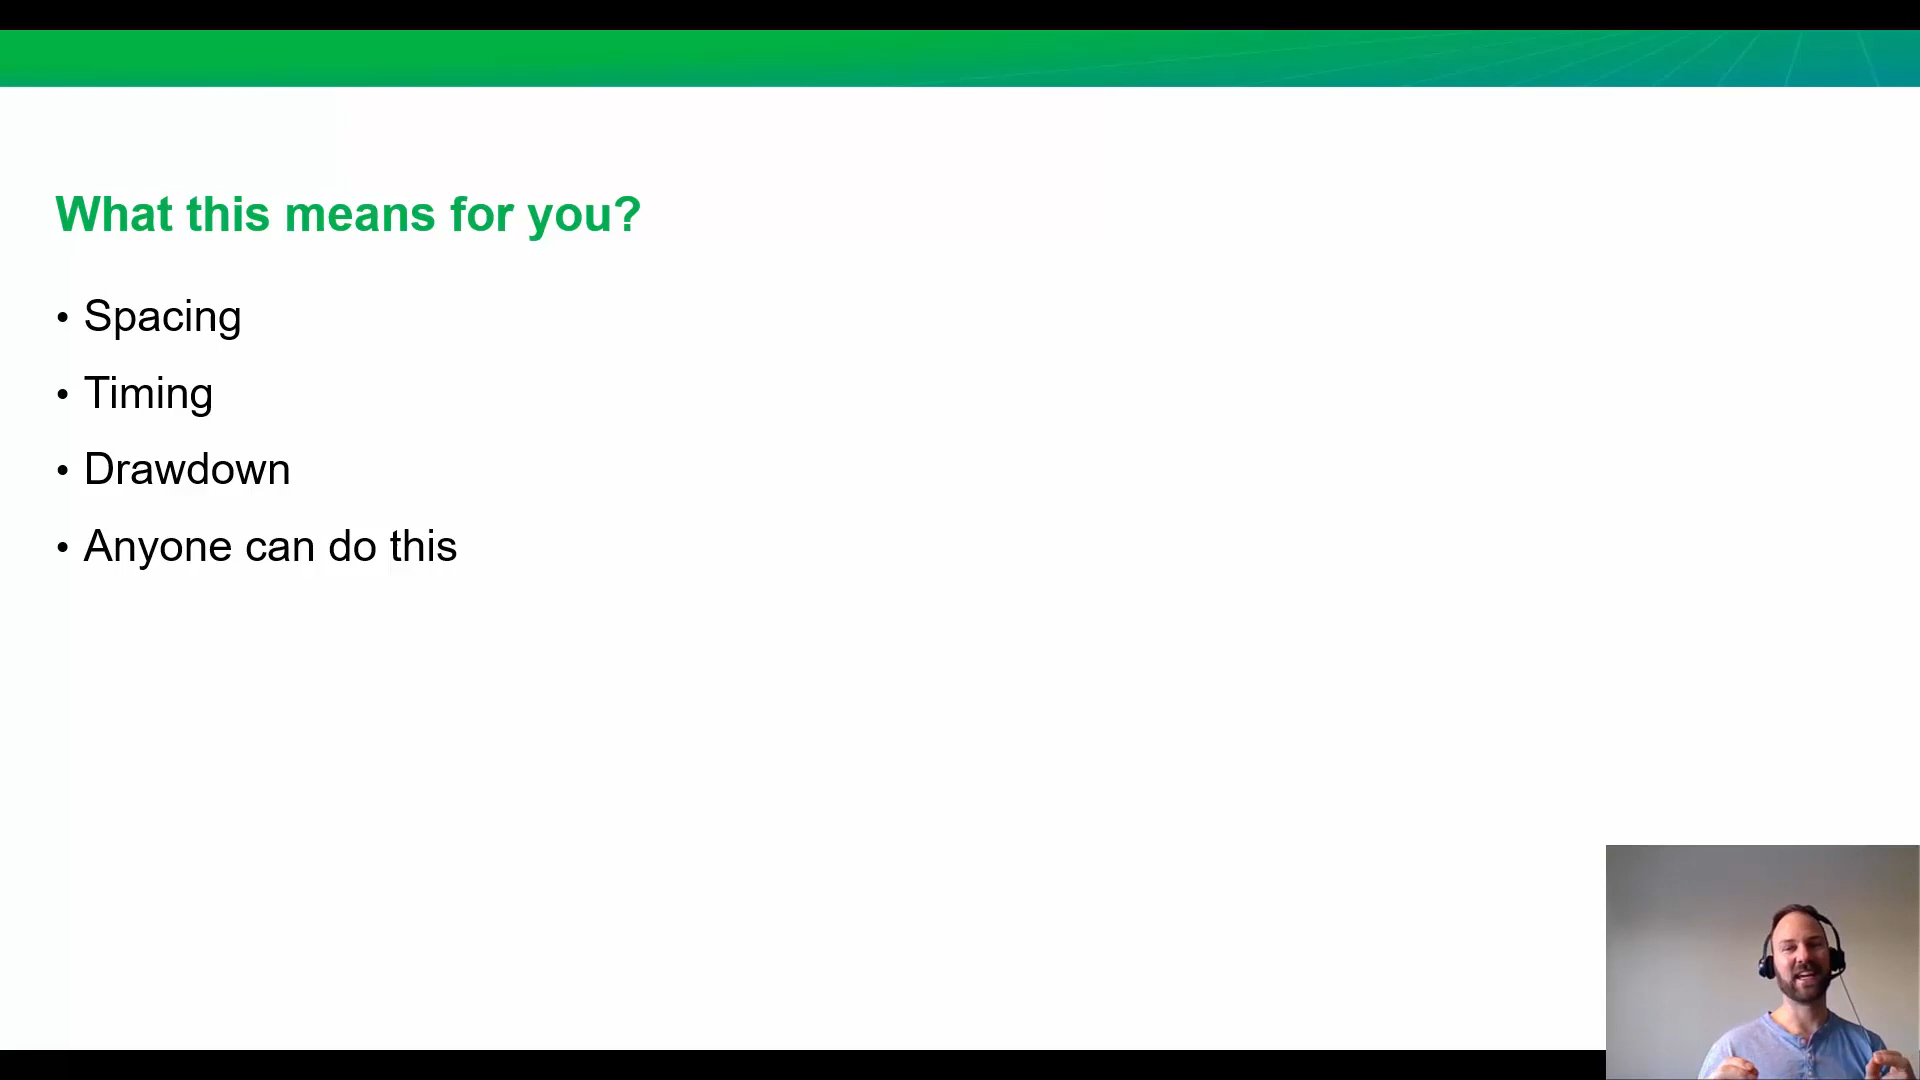 What this means for you?
• Spacing
• Timing
• Drawdown
• Anyone can do this